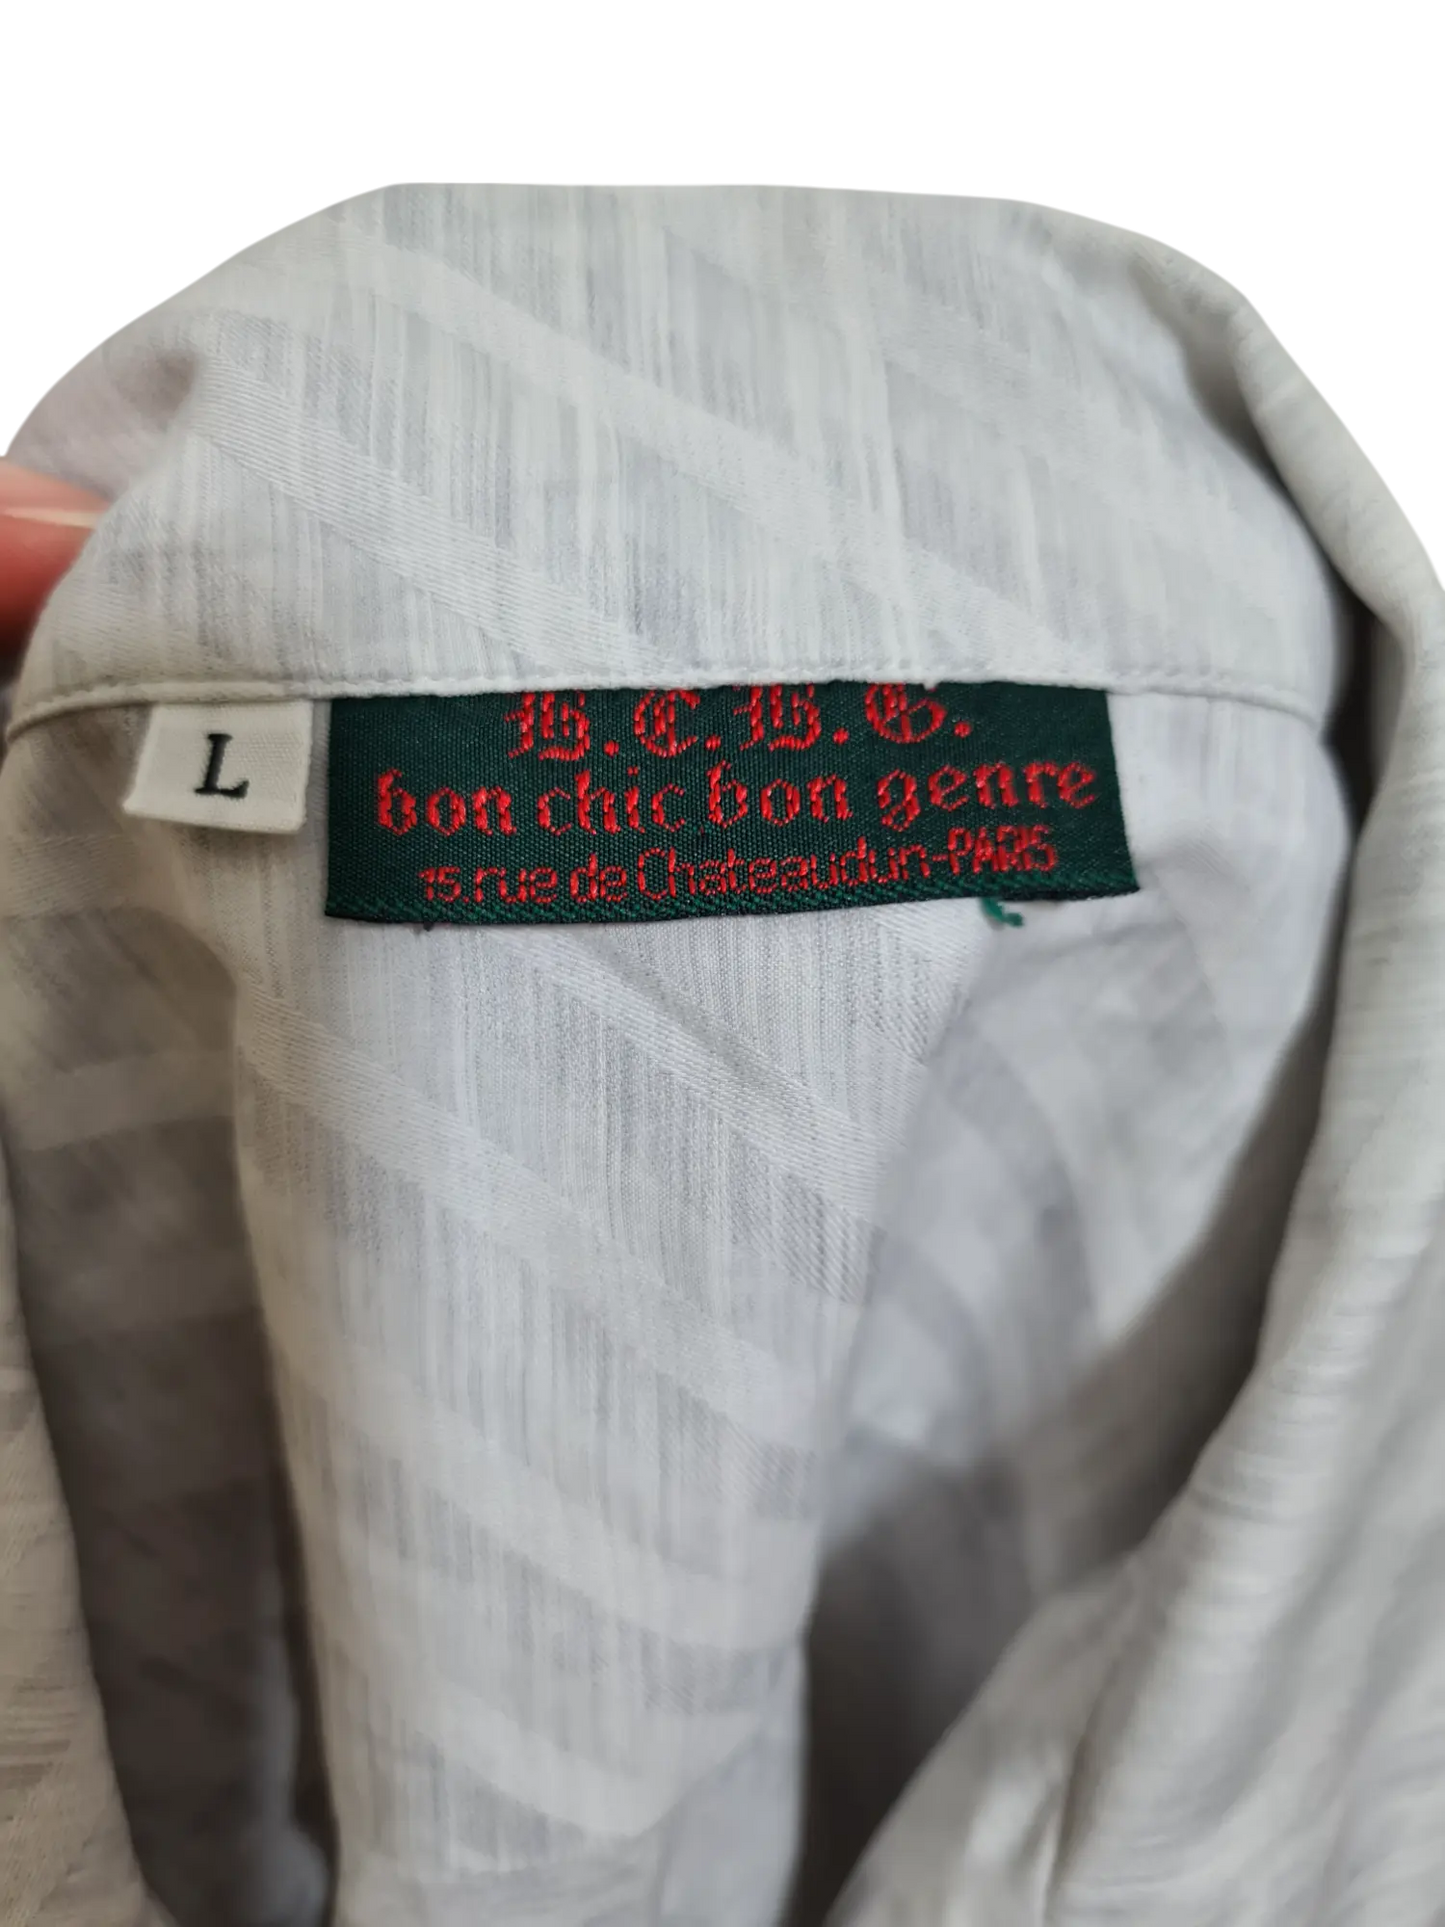 L
B.C.B.G.
bon chic bon genre
15.rue de Chateaudun-PARIS